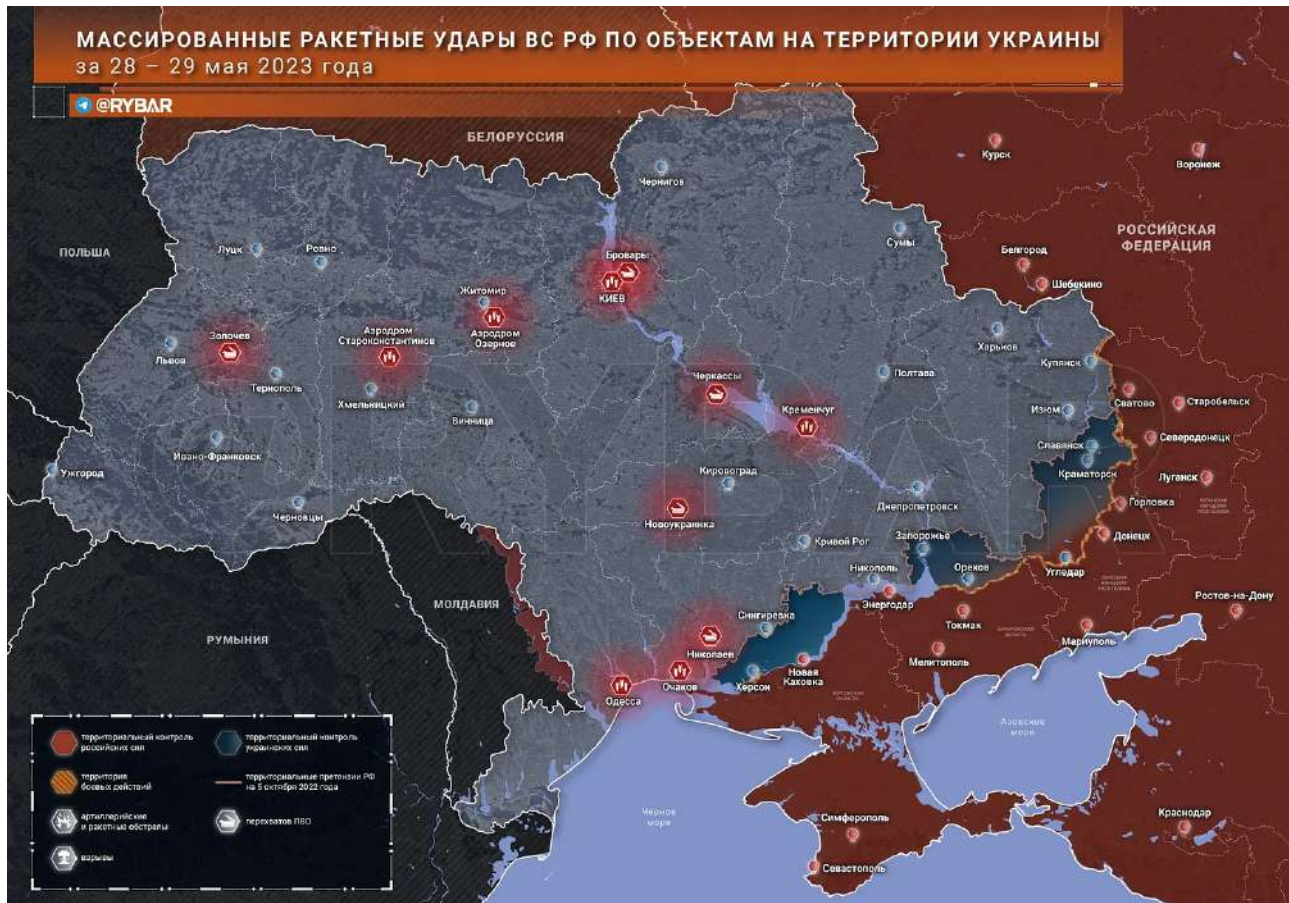 МАССИРОВАННЫЕ РАКЕТНЫЕ УДАРЫ ВС РФ ПО ОБЪЕКТАМ НА ТЕРРИТОРИИ УКРАИНЫ
за 28 – 29 мая 2023 года
@RYBAR
БЕЛОРУССИЯ
Курск
Воронеж
Чернигов
ПОЛЬША
Луцк
Ровно
Сумы
РОССИЙСКАЯ
ФЕДЕРАЦИЯ
Бровары
КИЕВ
Белгород
Шебекино
Житомир
Аэродром
Озерное
Золочев
Львов
Аэродром
Староконстантинов
Харьков
Тернополь
Хмельницкий
Винница
Черкассы
Полтава
Купянск
Кременчуг
Изюм
Сватово
Старобельск
Славянск
Северодонецк
Ивано-Франковск
Ужгород
Кировоград
Краматорск
Луганск
Черновцы
Новоукраинка
Днепропетровск
Горловка
Кривой Рог
Запорожье
Донецк
Никополь
Орехов
Угледар
МОЛДАВИЯ
Энергодар
Ростов-на-Дону
РУМЫНИЯ
Снигиревка
Токмак
Мариуполь
Николаев
Мелитополь
Новая
Каховка
Одесса
Очаков
Херсон
Азовское
море
территориальный контроль
российских сил
территориальный контроль
украинских сил
территория
боевых действий
территориальные претензии РФ
на 5 октября 2022 года
артиллерийские
и ракетные обстрелы
перехватов ПВО
взрывы
Черное
море
Симферополь
Севастополь
Краснодар
RYBAR